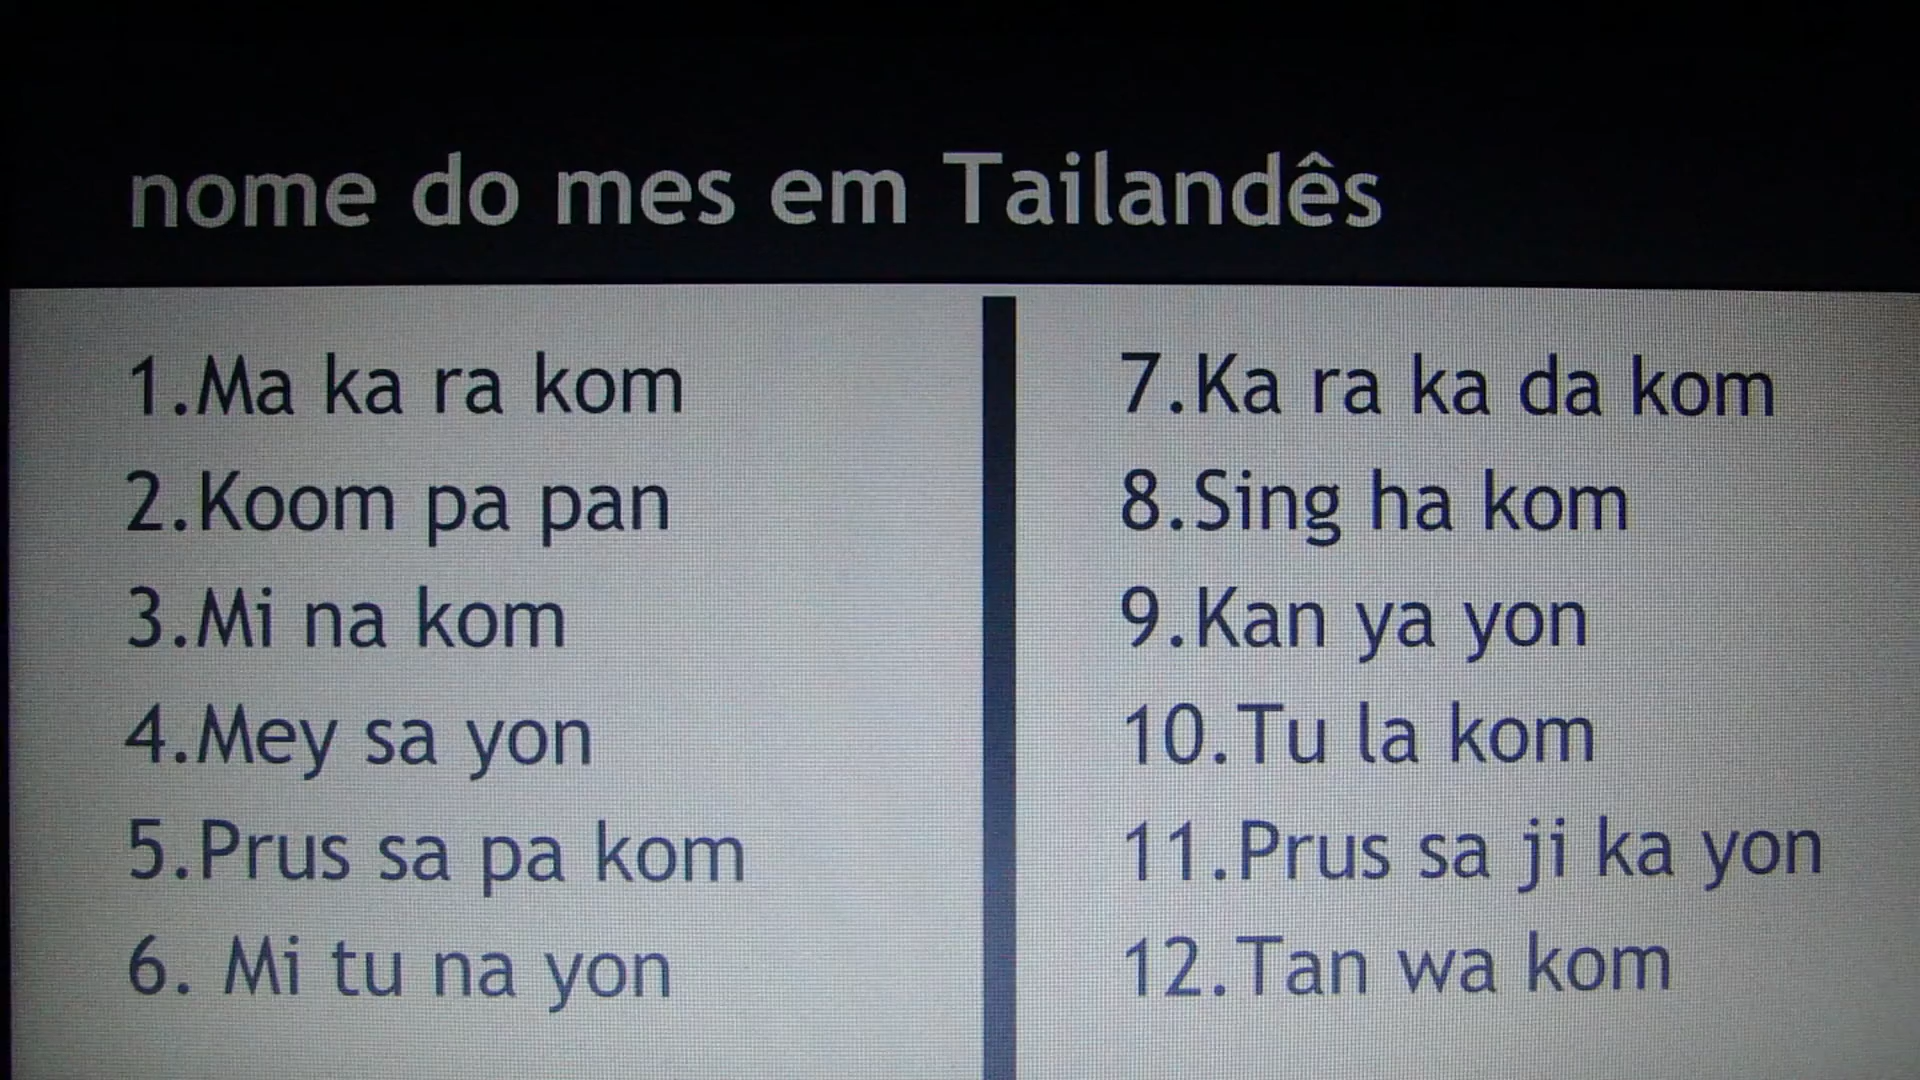 nome do mes em Tailandês
1.Ma ka ra kom
2.Koom pa pan
3.Mi na kom
4.Mey sa yon
5.Prus sa pa kom
6. Mi tu na yon
7.Ka ra ka da kom
8.Sing ha kom
9.Kan ya yon
10.Tu la kom
11.Prus sa ji ka yon
12.Tan wa kom